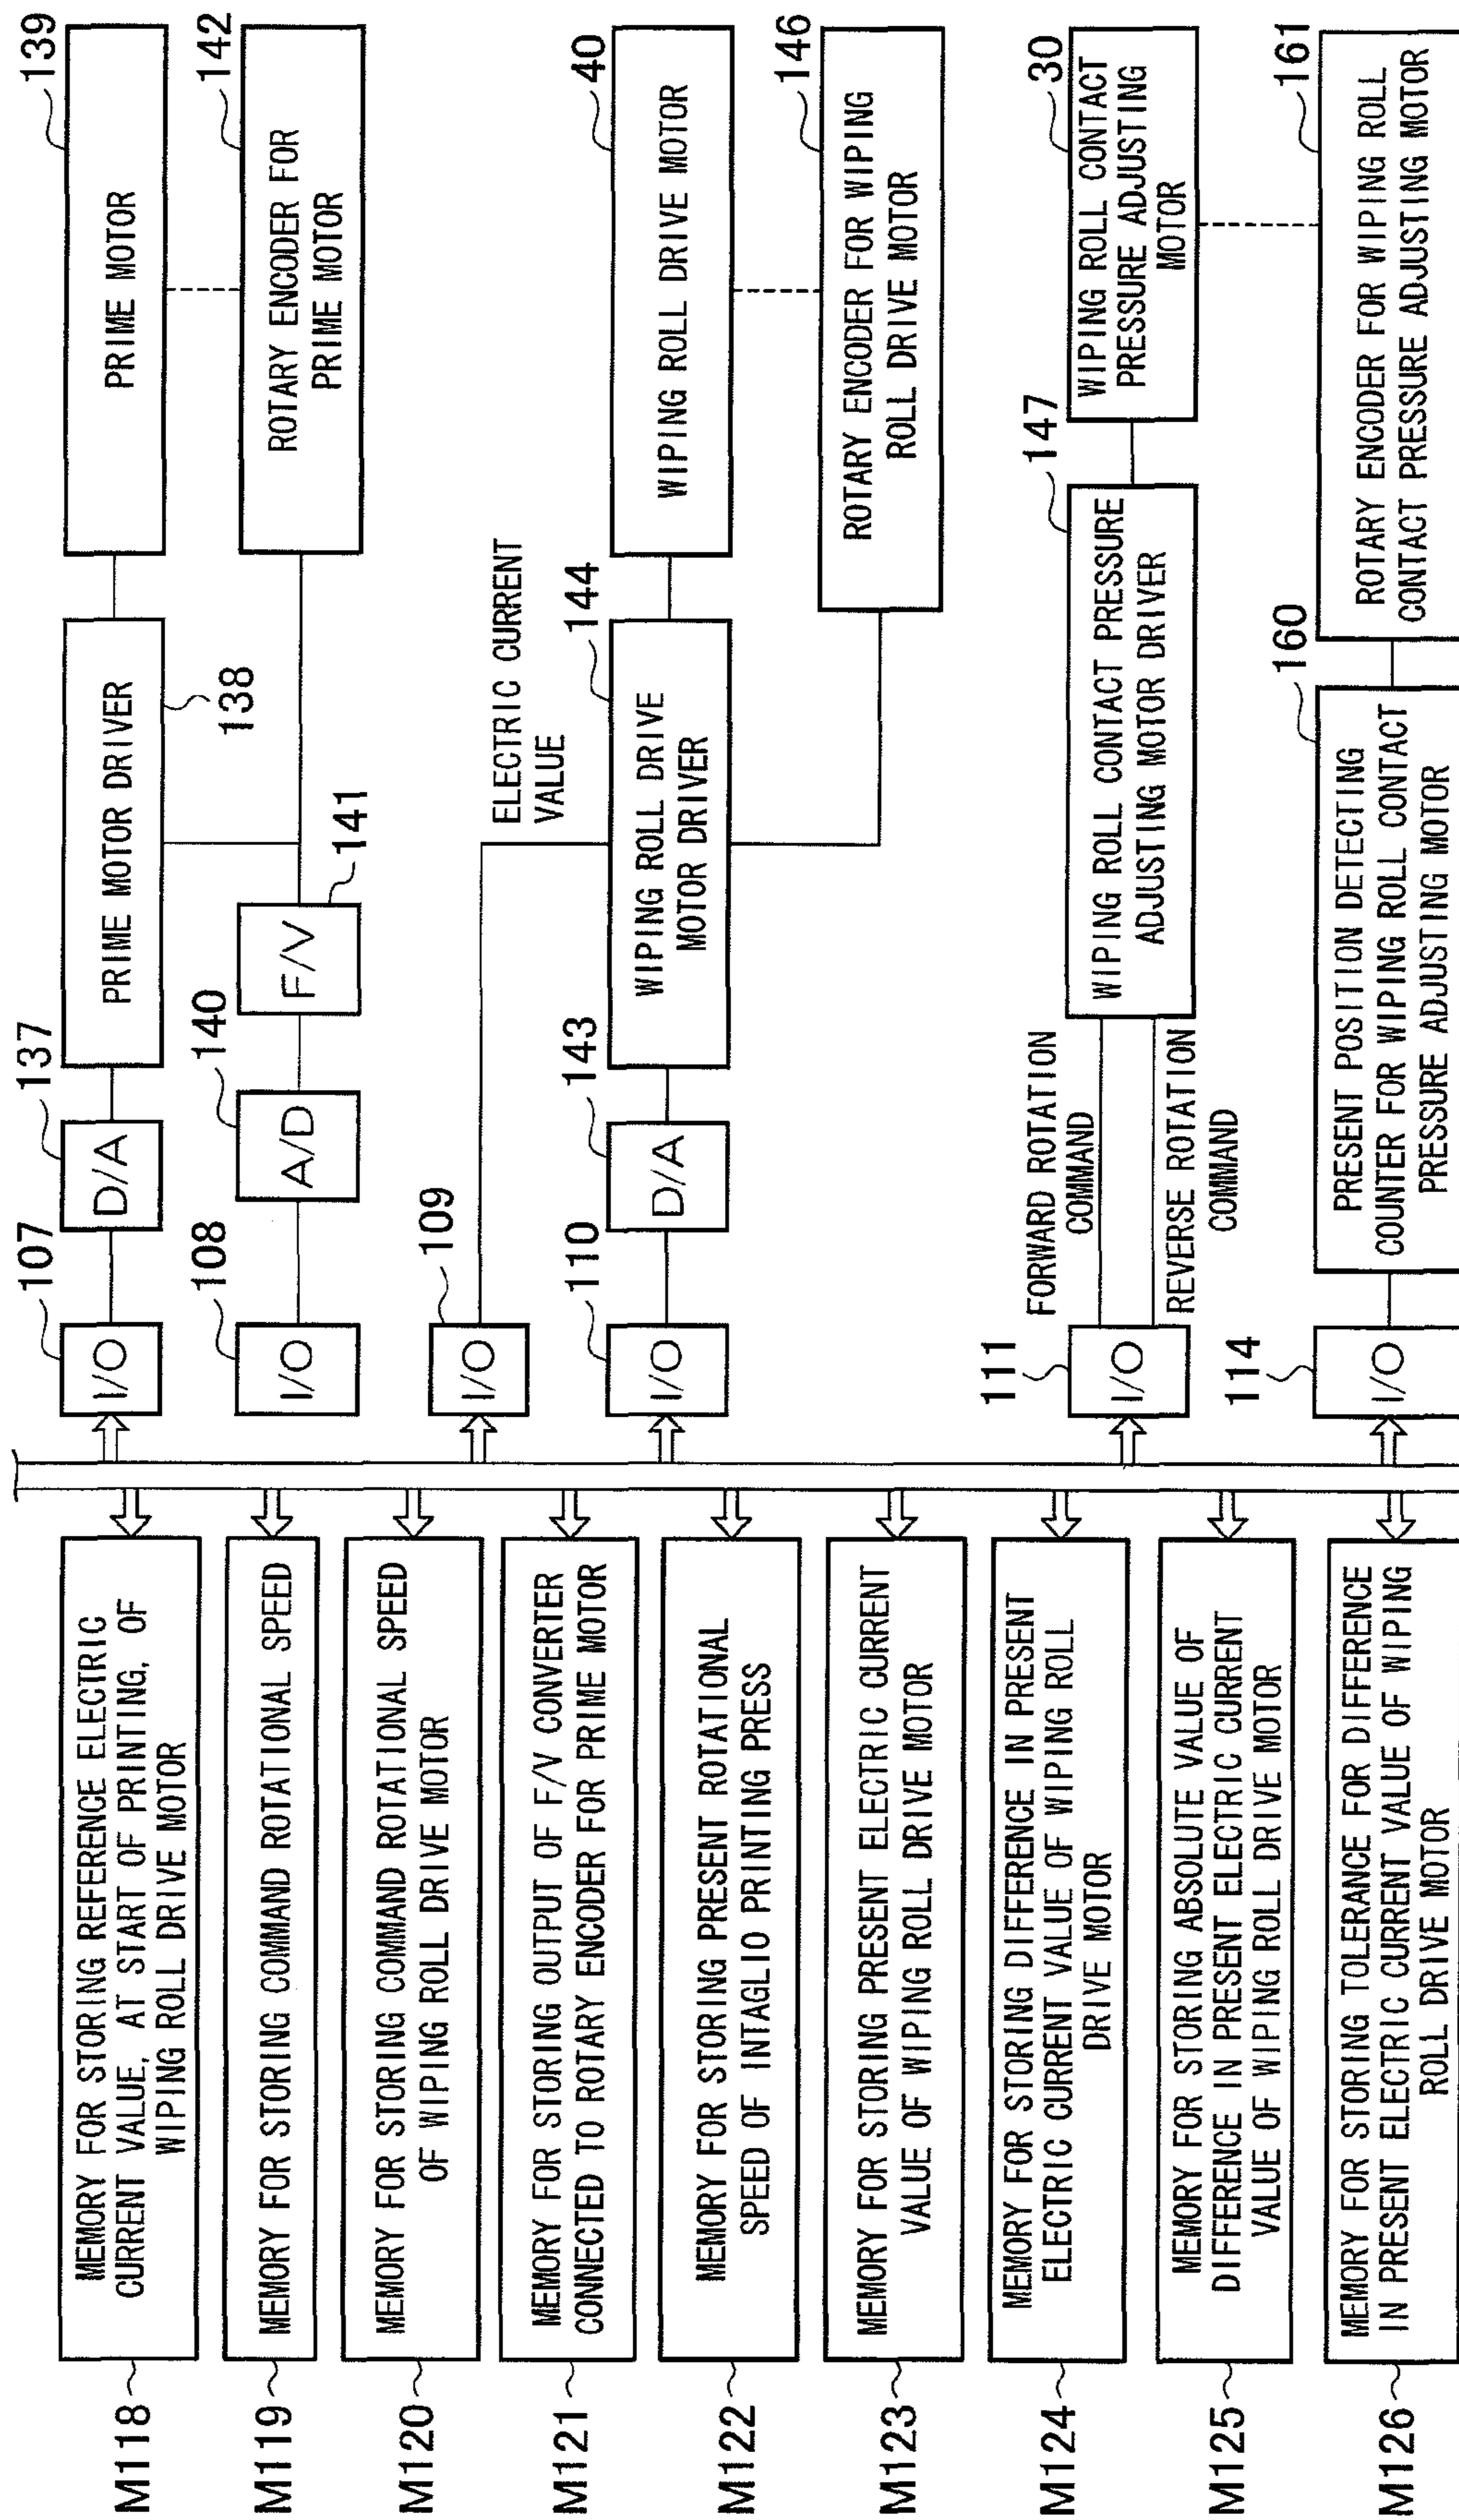 M118
MEMORY FOR STORING REFERENCE ELECTRIC
CURRENT VALUE, AT START OF PRINTING, OF
WIPING ROLL DRIVE MOTOR
M119
MEMORY FOR STORING COMMAND ROTATIONAL SPEED
M120
MEMORY FOR STORING COMMAND ROTATIONAL SPEED
OF WIPING ROLL DRIVE MOTOR
M121
MEMORY FOR STORING OUTPUT OF F/V CONVERTER
CONNECTED TO ROTARY ENCODER FOR PRIME MOTOR
M122
MEMORY FOR STORING PRESENT ROTATIONAL
SPEED OF INTAGLIO PRINTING PRESS
M123
MEMORY FOR STORING PRESENT ELECTRIC CURRENT
VALUE OF WIPING ROLL DRIVE MOTOR
M124
MEMORY FOR STORING DIFFERENCE IN PRESENT
ELECTRIC CURRENT VALUE OF WIPING ROLL
DRIVE MOTOR
M125
MEMORY FOR STORING ABSOLUTE VALUE OF
DIFFERENCE IN PRESENT ELECTRIC CURRENT
VALUE OF WIPING ROLL DRIVE MOTOR
M126
MEMORY FOR STORING TOLERANCE FOR DIFFERENCE
IN PRESENT ELECTRIC CURRENT VALUE OF WIPING
ROLL DRIVE MOTOR
107
I/O
137
D/A
PRIME MOTOR DRIVER
138
139
PRIME MOTOR
108
I/O
140
A/D
F/V
141
142
ROTARY ENCODER FOR
PRIME MOTOR
109
I/O
ELECTRIC CURRENT
VALUE
110
I/O
143
D/A
144
WIPING ROLL DRIVE
MOTOR DRIVER
40
WIPING ROLL DRIVE MOTOR
146
ROTARY ENCODER FOR WIPING
ROLL DRIVE MOTOR
111
I/O
FORWARD ROTATION
COMMAND
REVERSE ROTATION
COMMAND
147
WIPING ROLL CONTACT PRESSURE
ADJUSTING MOTOR DRIVER
30
WIPING ROLL CONTACT
PRESSURE ADJUSTING
MOTOR
114
I/O
160
PRESENT POSITION DETECTING
COUNTER FOR WIPING ROLL CONTACT
PRESSURE ADJUSTING MOTOR
161
ROTARY ENCODER FOR WIPING ROLL
CONTACT PRESSURE ADJUSTING MOTOR